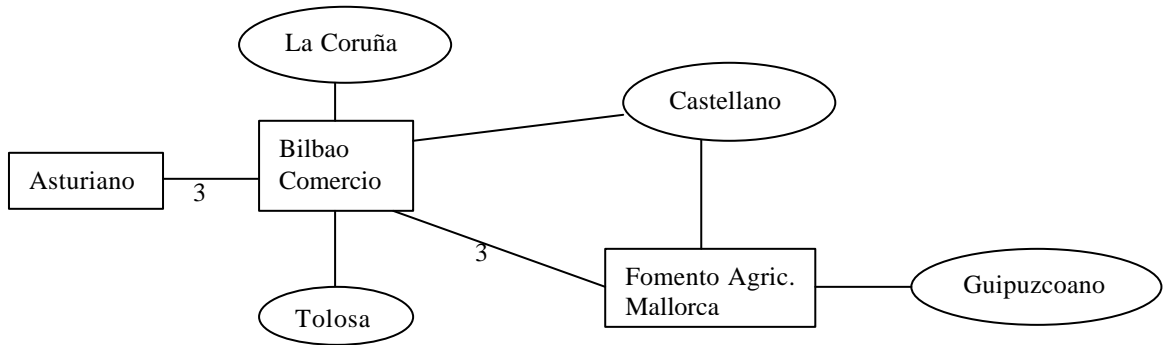 La Coruña
Castellano
Bilbao
Comercio
Asturiano
3
3
Fomento Agric.
Mallorca
Guipuzcoano
Tolosa